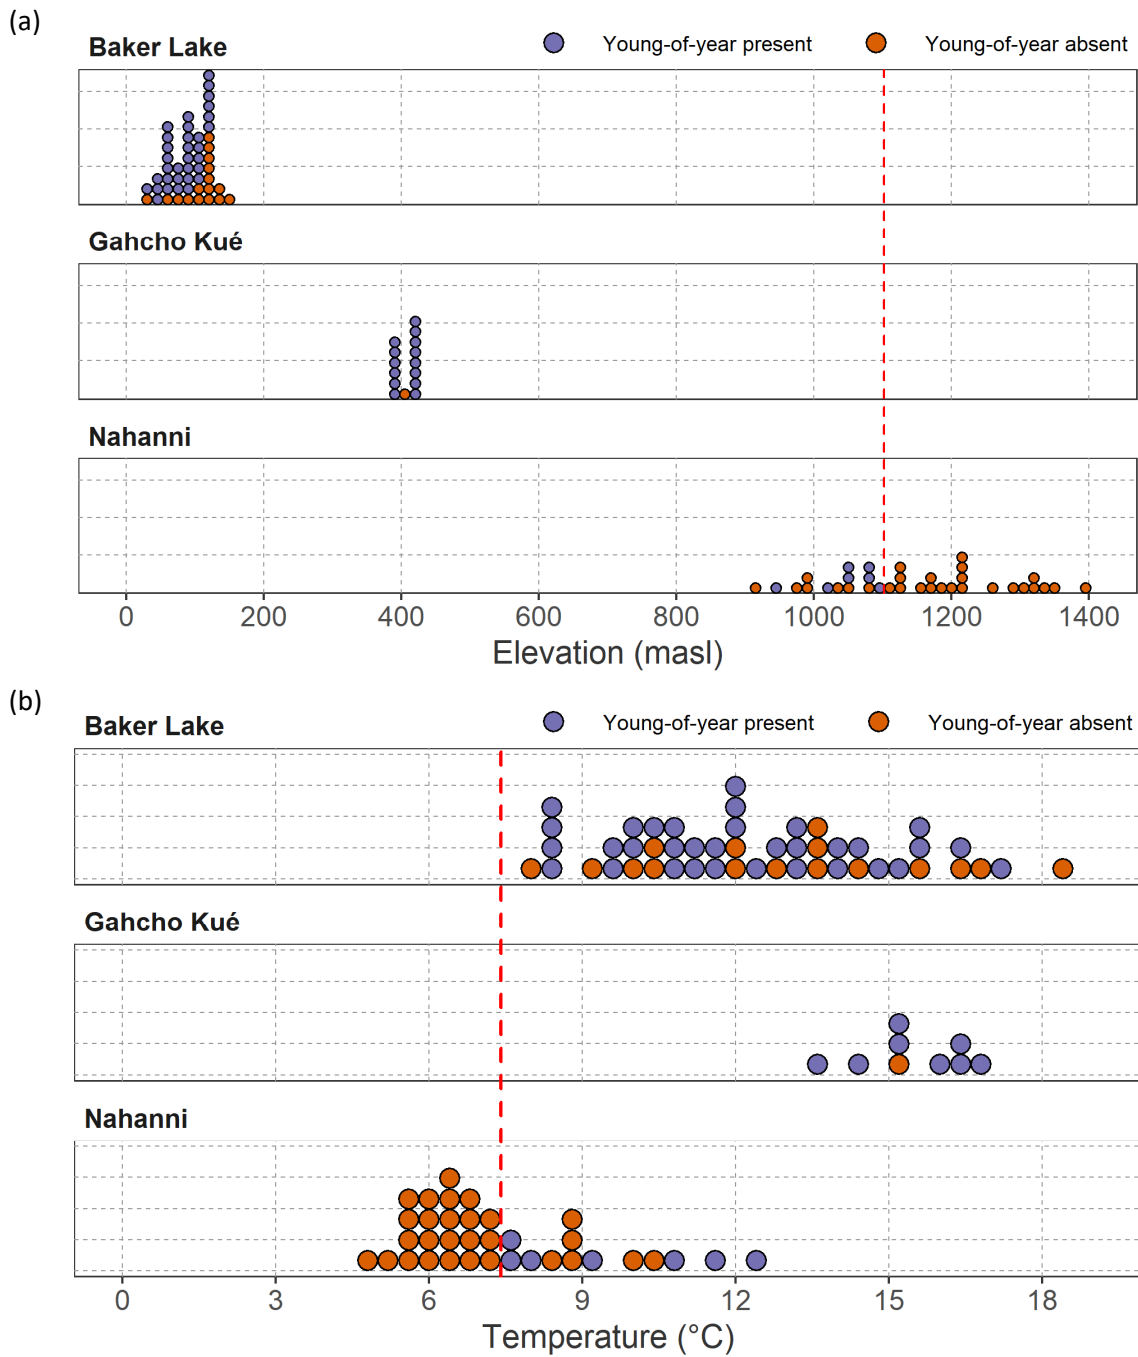 (a)
Baker Lake
Young-of-year present
Young-of-year absent
Gahcho Kué
Nahanni
0 200 400 600 800 1000 1200 1400
Elevation (masl)
(b)
Baker Lake
Young-of-year present
Young-of-year absent
Gahcho Kué
Nahanni
0 3 6 9 12 15 18
Temperature (°C)